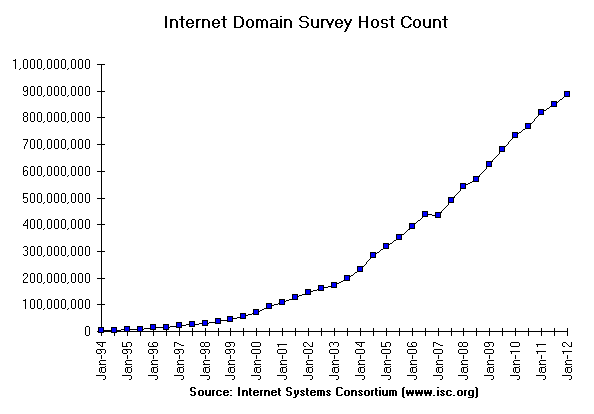 Internet Domain Survey Host Count
1,000,000,000
900,000,000
800,000,000
700,000,000
600,000,000
500,000,000
400,000,000
300,000,000
200,000,000
100,000,000
0
Jan-94
Jan-95
Jan-96
Jan-97
Jan-98
Jan-99
Jan-00
Jan-01
Jan-02
Jan-03
Jan-04
Jan-05
Jan-06
Jan-07
Jan-08
Jan-09
Jan-10
Jan-11
Jan-12
Source: Internet Systems Consortium (www.isc.org)